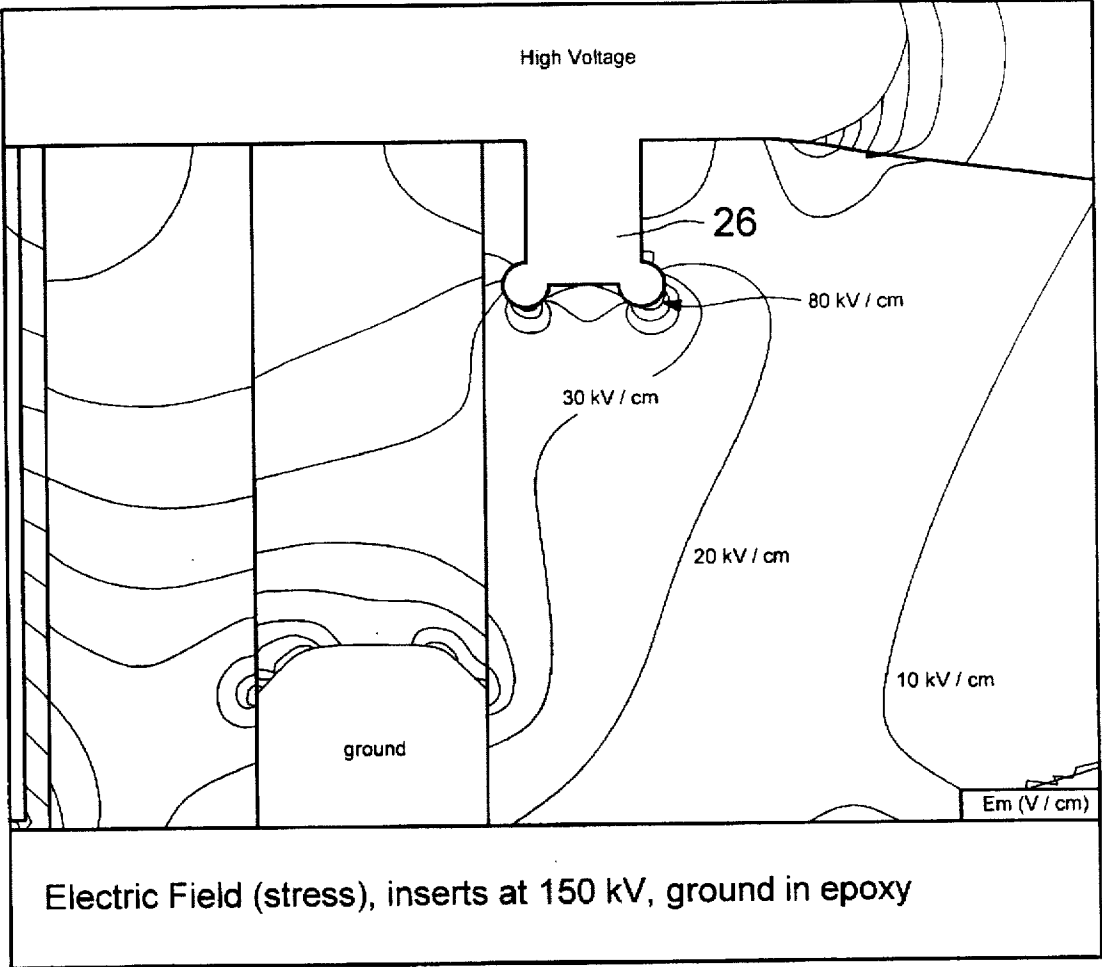 High Voltage
26
80 kV / cm
30 kV / cm
20 kV / cm
10 kV / cm
ground
Em (V / cm)
Electric Field (stress), inserts at 150 kV, ground in epoxy